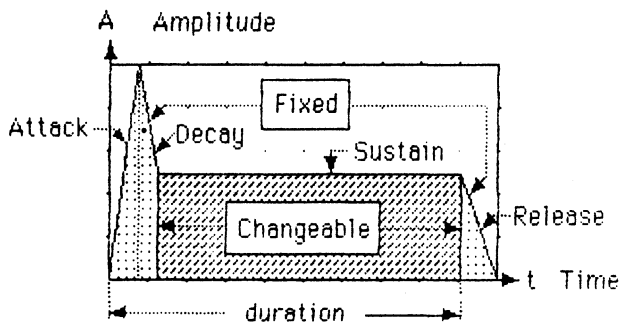 A Amplitude
Fixed
Attack
Decay
Sustain
Changeable
Release
t Time
duration